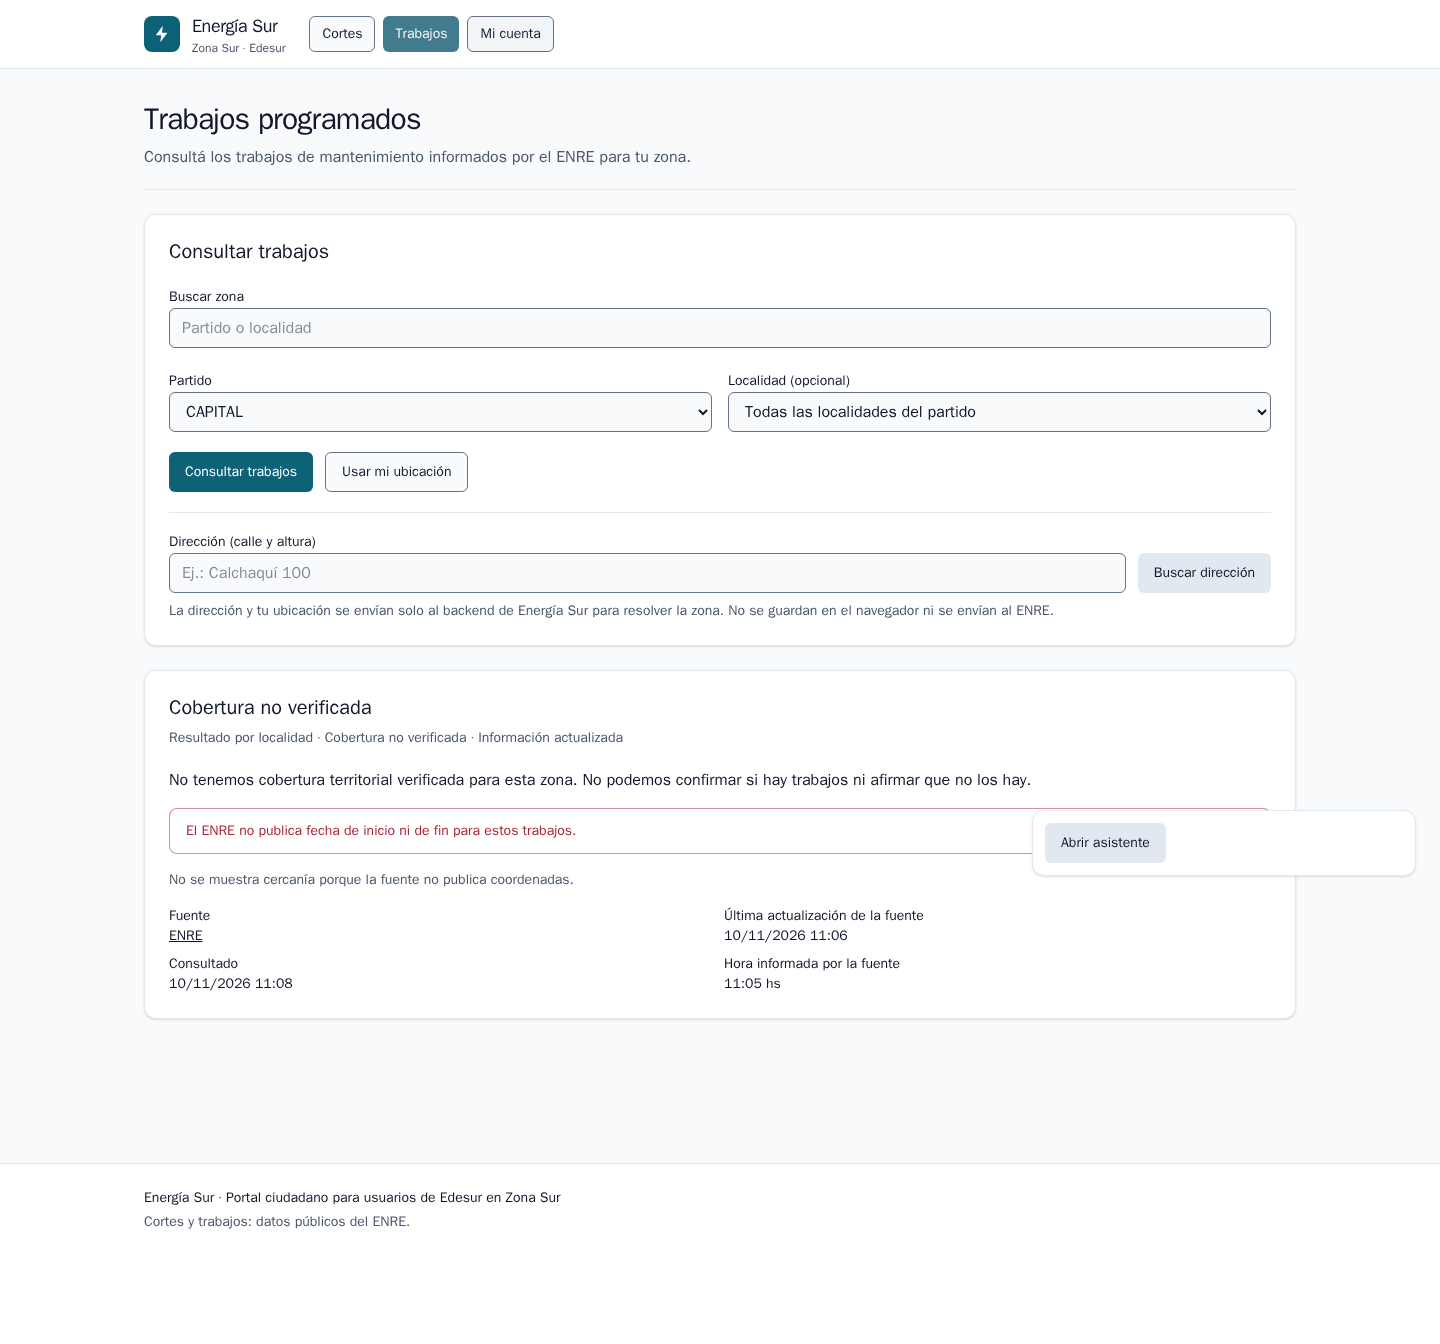 Energía Sur
Zona Sur · Edesur
Cortes
Trabajos
Mi cuenta
Trabajos programados
Consultá los trabajos de mantenimiento informados por el ENRE para tu zona.
Consultar trabajos
Buscar zona
Partido o localidad
Partido
Localidad (opcional)
CAPITAL
Todas las localidades del partido
Consultar trabajos
Usar mi ubicación
Dirección (calle y altura)
Ej.: Calchaquí 100
Buscar dirección
La dirección y tu ubicación se envían solo al backend de Energía Sur para resolver la zona. No se guardan en el navegador ni se envían al ENRE.
Cobertura no verificada
Resultado por localidad · Cobertura no verificada · Información actualizada
No tenemos cobertura territorial verificada para esta zona. No podemos confirmar si hay trabajos ni afirmar que no los hay.
El ENRE no publica fecha de inicio ni de fin para estos trabajos.
Abrir asistente
No se muestra cercanía porque la fuente no publica coordenadas.
Fuente
ENRE
Última actualización de la fuente
10/11/2026 11:06
Consultado
10/11/2026 11:08
Hora informada por la fuente
11:05 hs
Energía Sur · Portal ciudadano para usuarios de Edesur en Zona Sur
Cortes y trabajos: datos públicos del ENRE.